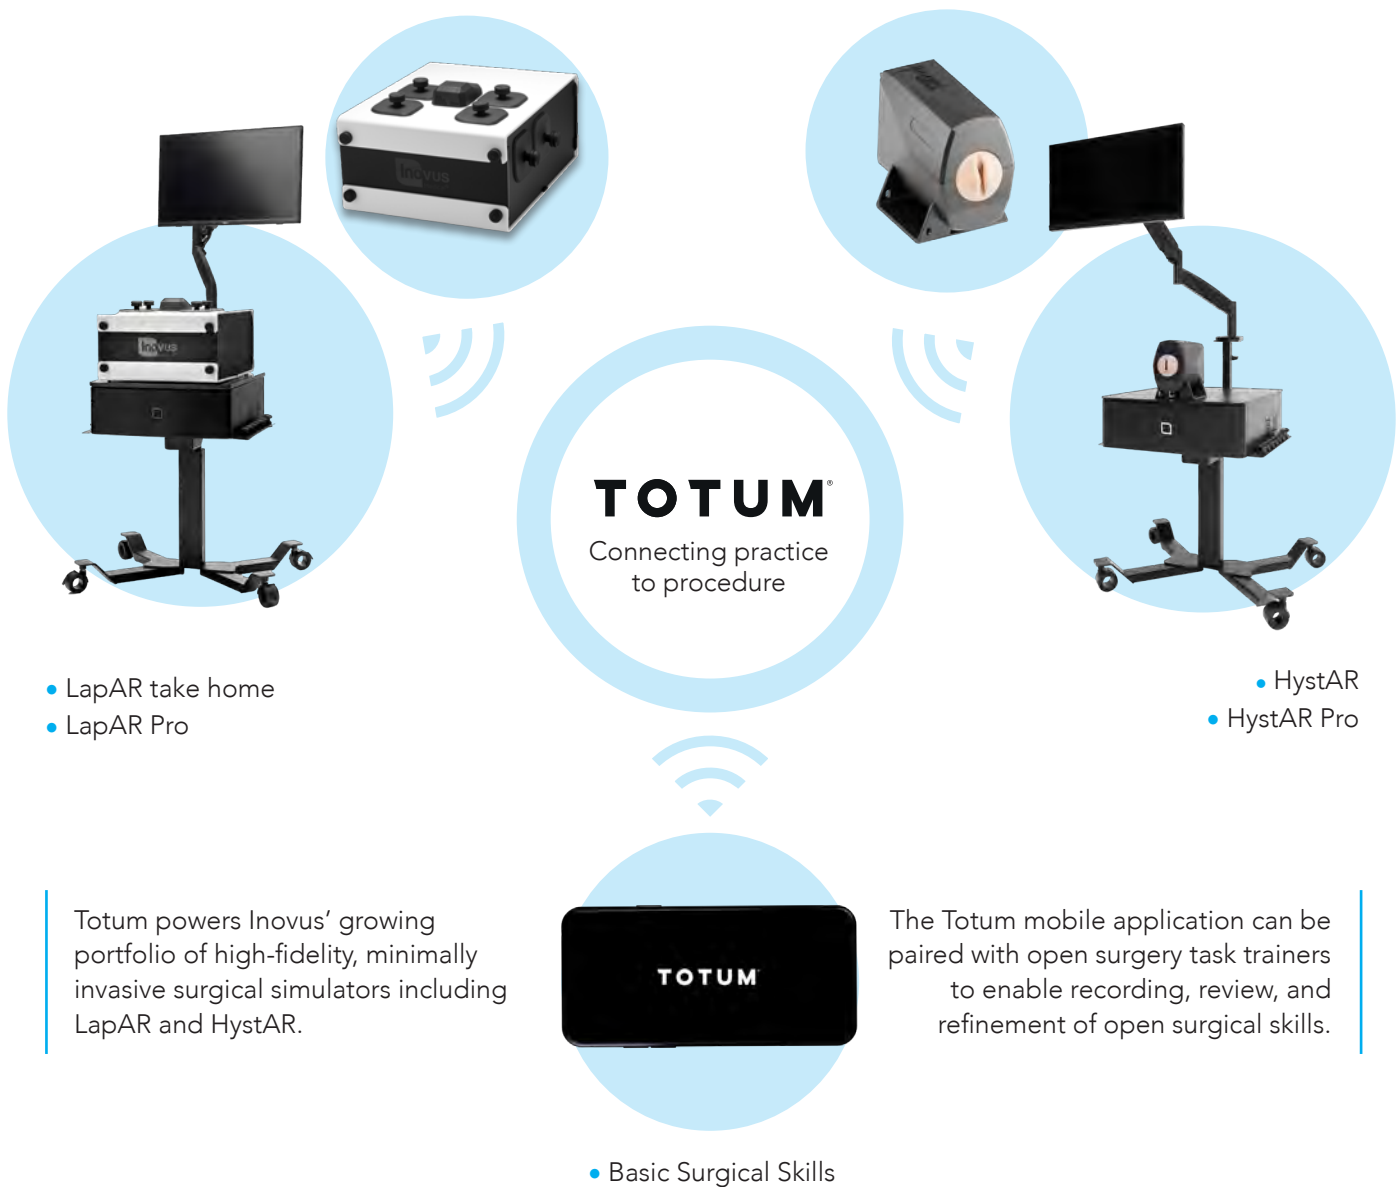 Inovus
Inovus
TOTUM®
Connecting practice
to procedure
• LapAR take home
• LapAR Pro
• HystAR
• HystAR Pro
Totum powers Inovus’ growing
portfolio of high-fidelity, minimally
invasive surgical simulators including
LapAR and HystAR.
TOTUM
The Totum mobile application can be
paired with open surgery task trainers
to enable recording, review, and
refinement of open surgical skills.
• Basic Surgical Skills